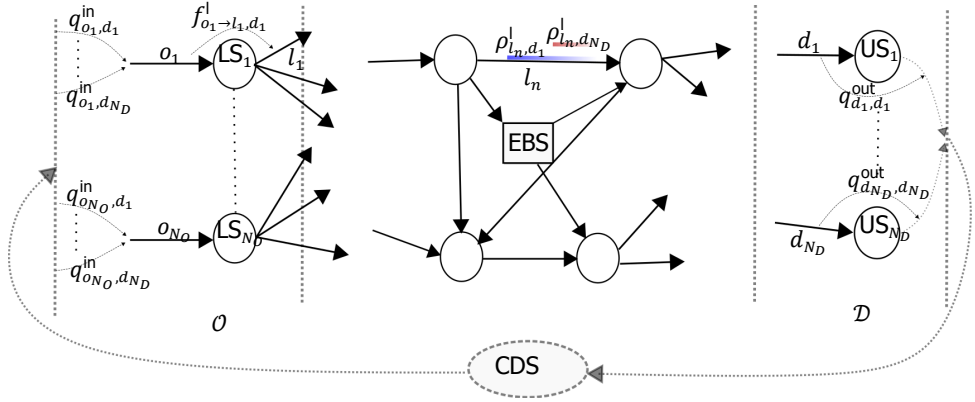 q^in_{o_1,d_1}
o_1
f^l_{o_1→l_1,d_1}
LS_1
l_1
q^in_{o_1,d_{N_D}}
ρ^l_{l_n,d_1}
ρ^l_{l_n,d_{N_D}}
l_n
EBS
d_1
US_1
q^out_{d_1,d_1}
q^in_{o_{N_O},d_1}
o_{N_O}
LS_{N_O}
q^in_{o_{N_O},d_{N_D}}
q^out_{d_{N_D},d_{N_D}}
d_{N_D}
US_{N_D}
𝒪
𝒟
CDS